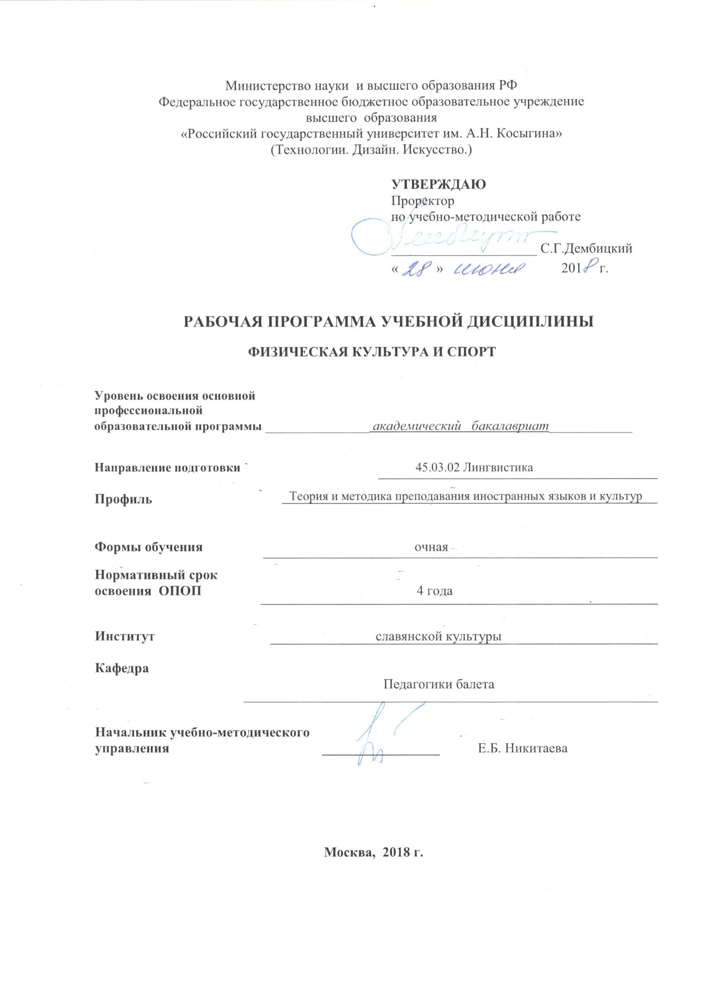 Министерство науки и высшего образования РФ
Федеральное государственное бюджетное образовательное учреждение
высшего образования
«Российский государственный университет им. А.Н. Косыгина»
(Технологии. Дизайн. Искусство.)
УТВЕРЖДАЮ
Проректор
по учебно-методической работе
С.Г.Дембицкий
« 28 » июня 2018 г.
РАБОЧАЯ ПРОГРАММА УЧЕБНОЙ ДИСЦИПЛИНЫ
ФИЗИЧЕСКАЯ КУЛЬТУРА И СПОРТ
Уровень освоения основной
профессиональной
образовательной программы академический бакалавриат
Направление подготовки 45.03.02 Лингвистика
Профиль Теория и методика преподавания иностранных языков и культур
Формы обучения очная
Нормативный срок
освоения ОПОП 4 года
Институт славянской культуры
Кафедра
Педагогики балета
Начальник учебно-методического
управления Е.Б. Никитаева
Москва, 2018 г.